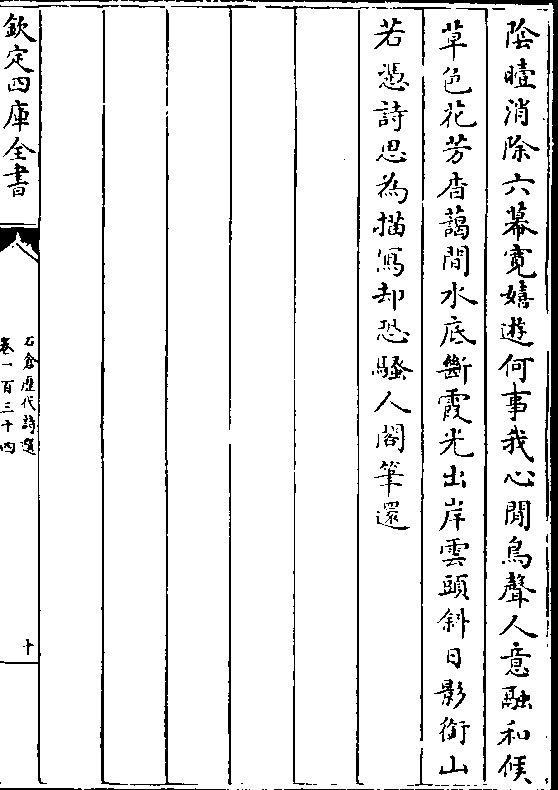 陰曀消除六幕寛嬉遊何事我心閒鳥聲人意融和候
草色花芳杳藹間水底斷霞光出岸雲頭斜日影銜山
若憑詩思為描寫却恐騷人閣筆還
欽定四庫全書
石倉歷代詩選
卷一百三十四
十